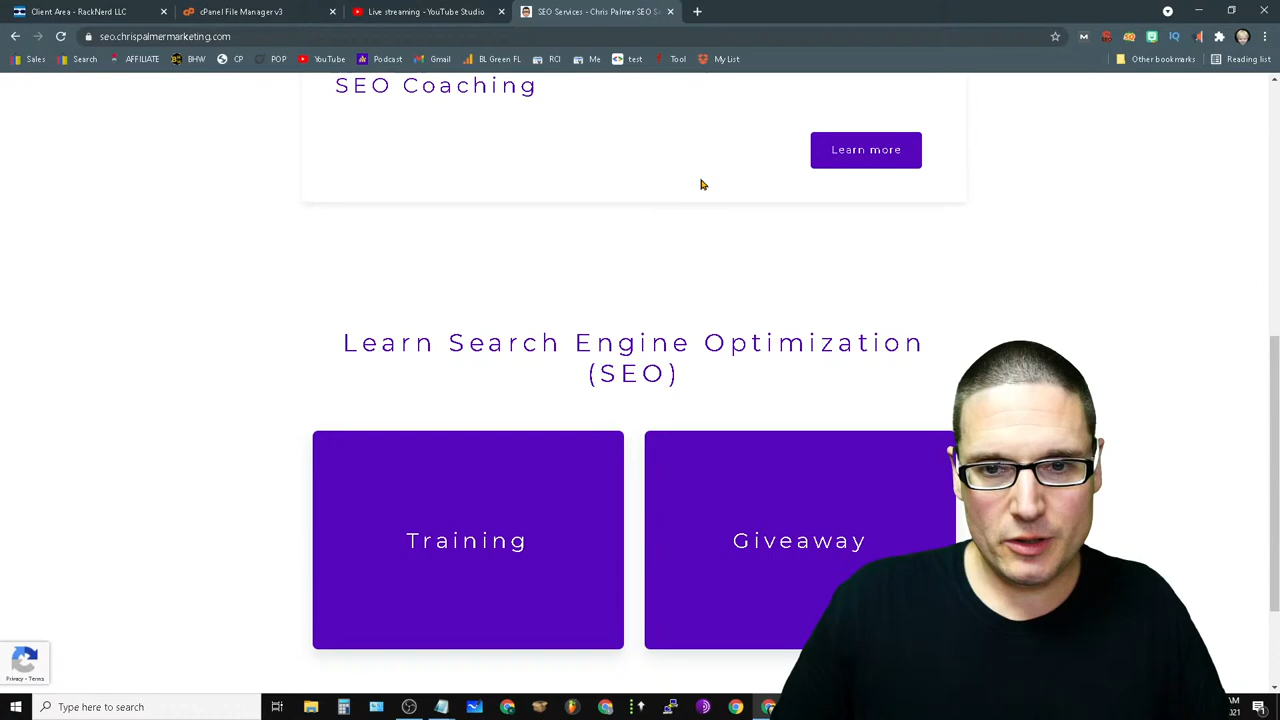 Client Area - RackNerd LLC
cPanel File Manager v3
Live streaming - YouTube Studio
SEO Services - Chris Palmer SEO S
seo.chrispalmermarketing.com
Sales
Search
AFFILIATE
BHW
CP
POP
YouTube
Podcast
Gmail
BL Green FL
RCI
Me
test
Tool
My List
Other bookmarks
Reading list
SEO Coaching
Learn more
Learn Search Engine Optimization
(SEO)
Training
Giveaway
Privacy - Terms
Type here to search
AM